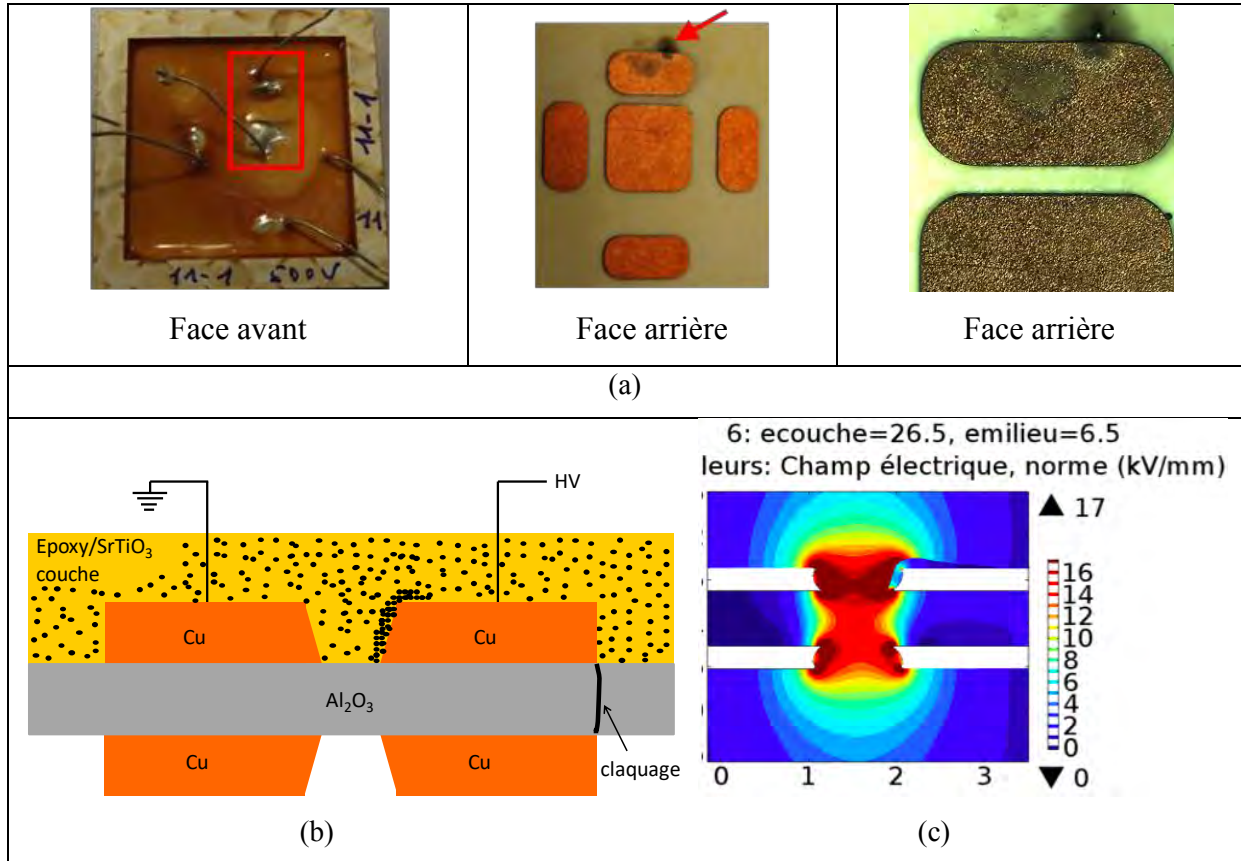 11-1
11
11-1 500V
Face avant
Face arrière
Face arrière
(a)
HV
Epoxy/SrTiO3
couche
Cu
Cu
Al2O3
Cu
Cu
claquage
(b)
6: ecouche=26.5, emilieu=6.5
leurs: Champ électrique, norme (kV/mm)
17
16
14
12
10
8
6
4
2
0
0
0 1 2 3
(c)